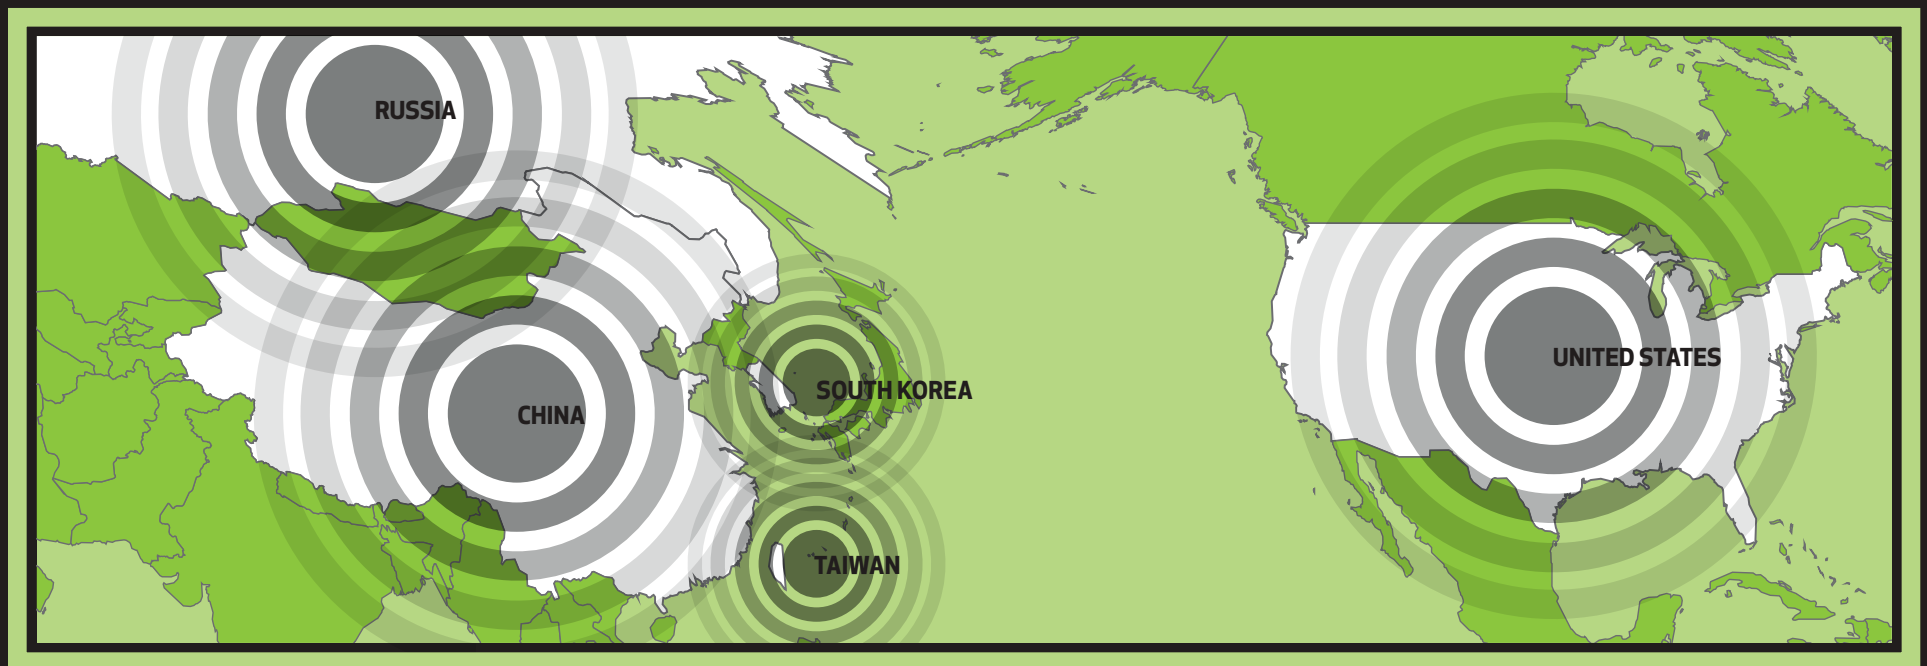 RUSSIA
UNITED STATES
SOUTH KOREA
CHINA
TAIWAN